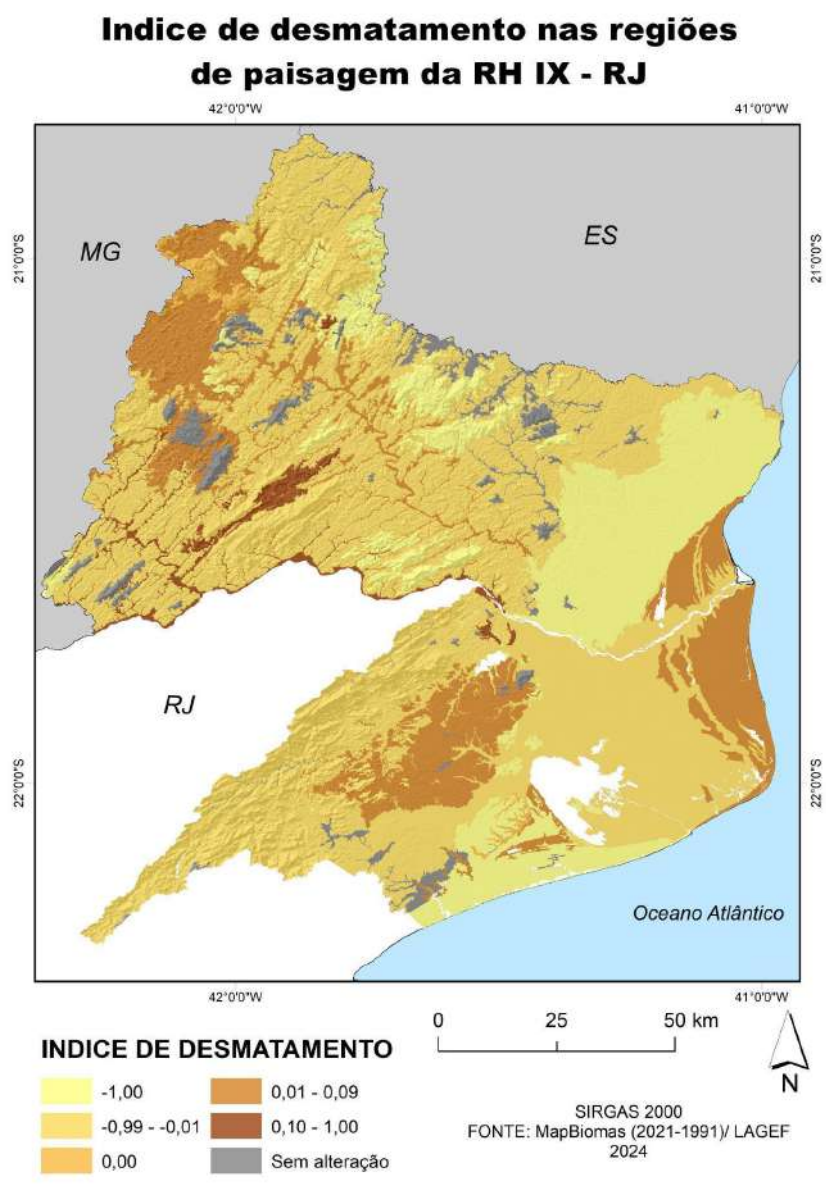 Indice de desmatamento nas regiões
de paisagem da RH IX - RJ
42°0'0"W
41°0'0"W
MG
ES
21°0'0"S
21°0'0"S
RJ
22°0'0"S
22°0'0"S
Oceano Atlântico
42°0'0"W
41°0'0"W
0
25
50 km
INDICE DE DESMATAMENTO
-1,00
0,01 - 0,09
-0,99 - -0,01
0,10 - 1,00
0,00
Sem alteração
N
SIRGAS 2000
FONTE: MapBiomas (2021-1991)/ LAGEF
2024